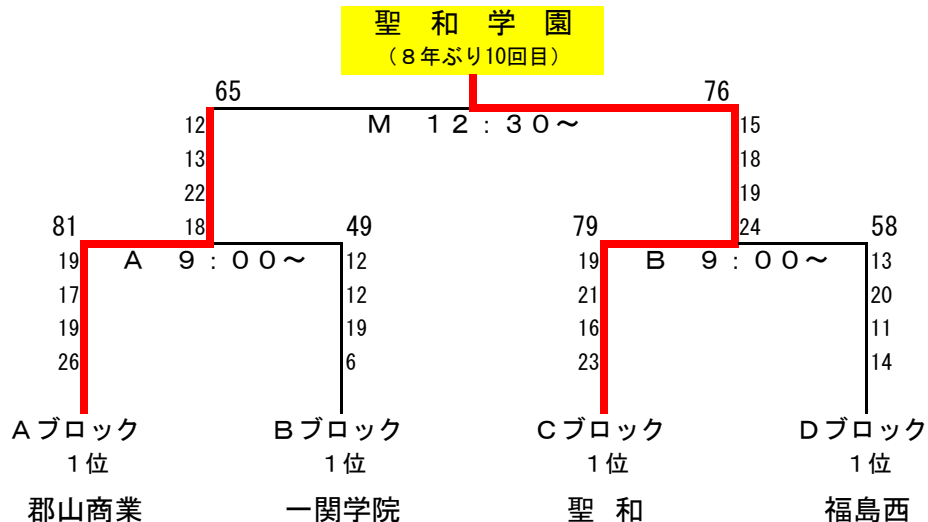 聖和学園
(８年ぶり10回目)
65 76
Ｍ １２：３０～
12 15
13 18
22 19
18 24
81 49 79 58
Ａ ９：００～ Ｂ ９：００～
19 12 19 13
17 12 21 20
19 19 16 11
26 6 23 14
Ａブロック Ｂブロック Ｃブロック Ｄブロック
１位 １位 １位 １位
郡山商業 一関学院 聖和 福島西